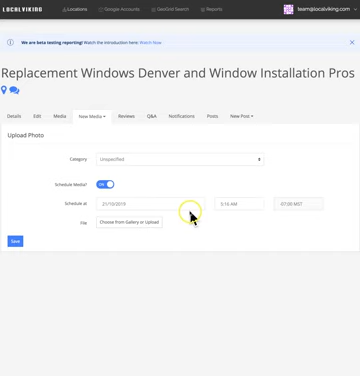 LOCALVIKING Locations Google Accounts GeoGrid Search Reports team@localviking.com
We are beta testing reporting! Watch the introduction here: Watch Now
Replacement Windows Denver and Window Installation Pros
Details Edit Media New Media Reviews Q&A Notifications Posts New Post
Upload Photo
Category Unspecified
Schedule Media? ON
Schedule at 21/10/2019 5:16 AM -07:00 MST
File Choose from Gallery or Upload
Save